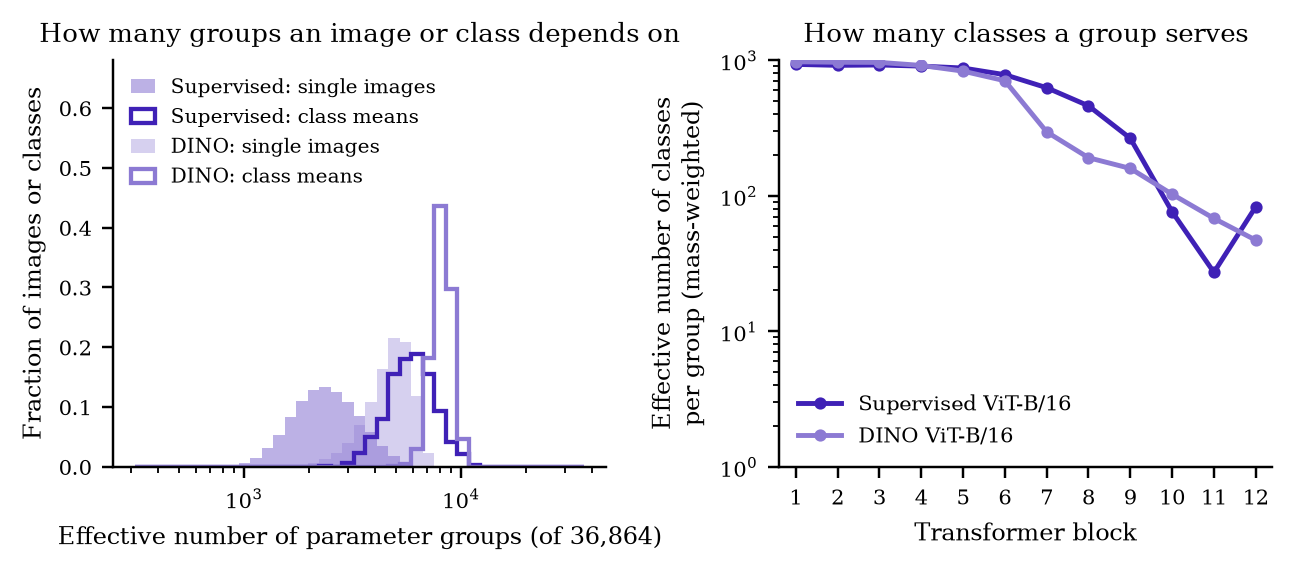 How many groups an image or class depends on
Fraction of images or classes
0.6
0.5
0.4
0.3
0.2
0.1
0.0
Supervised: single images
Supervised: class means
DINO: single images
DINO: class means
10³
10⁴
Effective number of parameter groups (of 36,864)
How many classes a group serves
Effective number of classes
per group (mass-weighted)
10³
10²
10¹
10⁰
Supervised ViT-B/16
DINO ViT-B/16
1 2 3 4 5 6 7 8 9 10 11 12
Transformer block